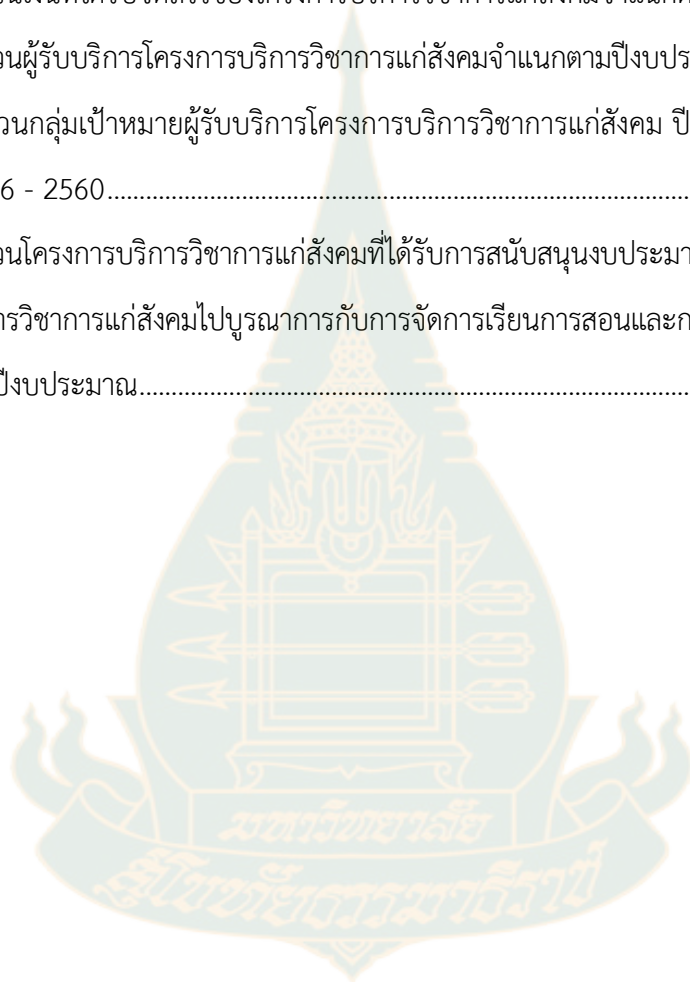 วนผู้รับบริการโครงการบริการวิชาการแก่สังคมจำแนกตามปีงบประ
วนกลุ่มเป้าหมายผู้รับบริการโครงการบริการวิชาการแก่สังคม ปี
6 - 2560
วนโครงการบริการวิชาการแก่สังคมที่ได้รับการสนับสนุนงบประมา
ารวิชาการแก่สังคมไปบูรณาการกับการจัดการเรียนการสอนและก
ปีงบประมาณ
มหาวิทยาลัย
สุโขทัยธรรมาธิราช